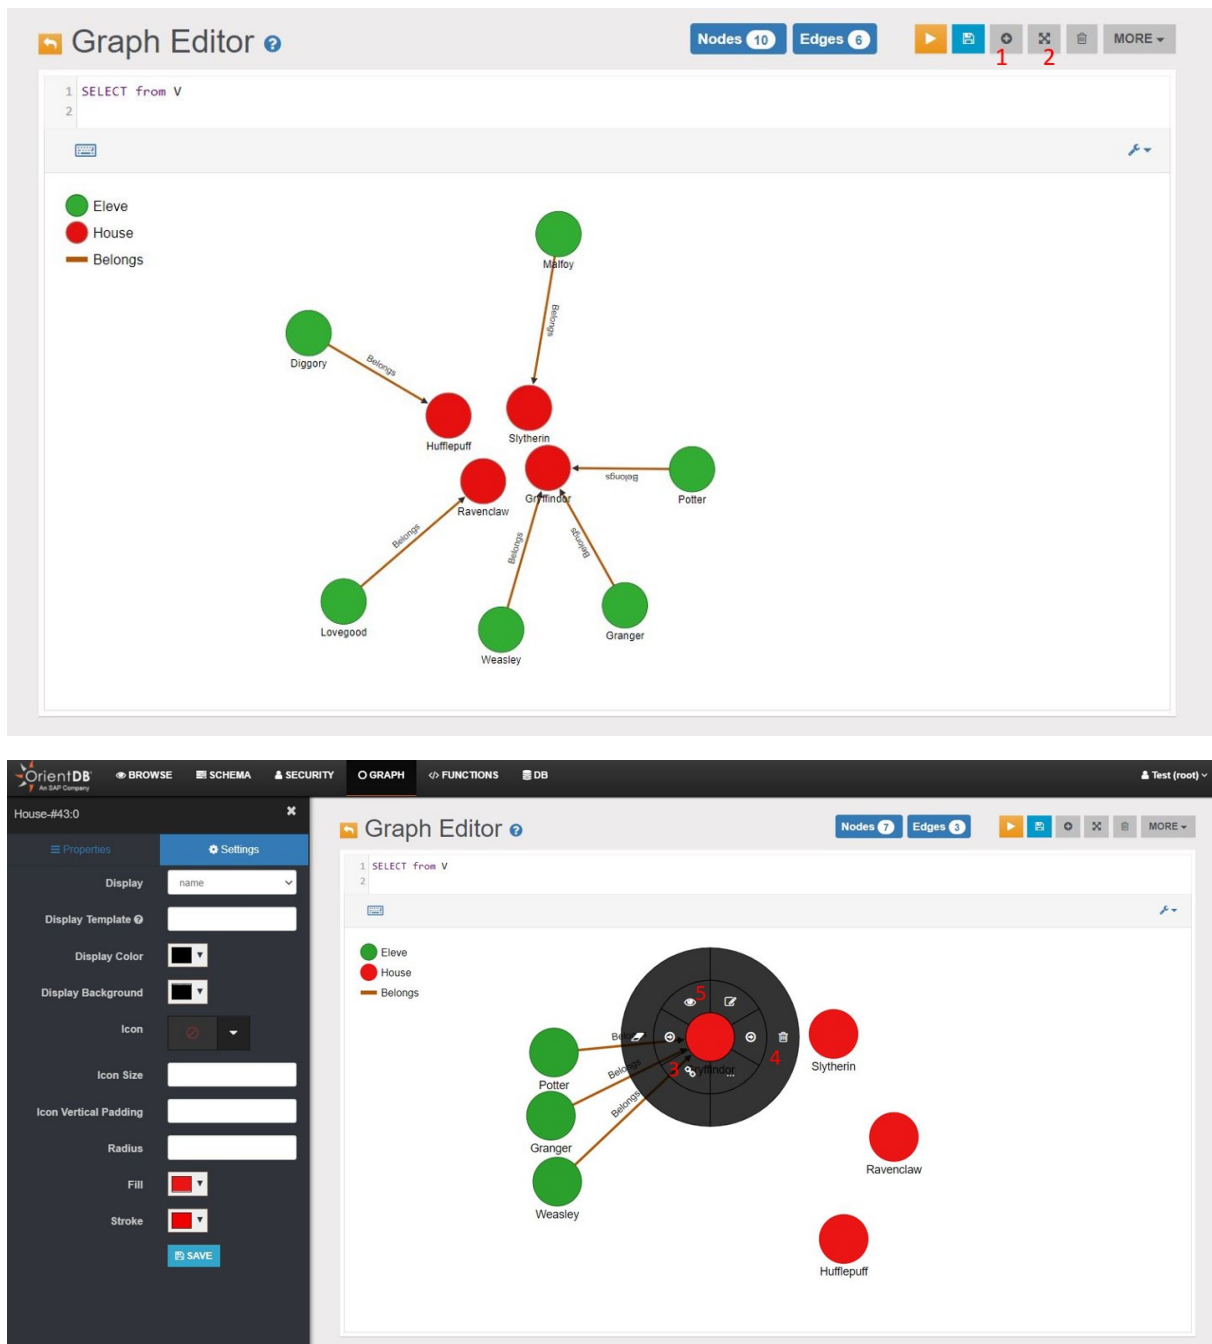 Graph Editor
Nodes 10
Edges 6
MORE
1
2
1 SELECT from V
2
Eleve
House
Belongs
Malfoy
Belongs
Diggory
Belongs
Hufflepuff
Slytherin
Gryffindor
Belongs
Potter
Ravenclaw
Belongs
Belongs
Belongs
Lovegood
Weasley
Granger
OrientDB
An SAP Company
BROWSE
SCHEMA
SECURITY
GRAPH
FUNCTIONS
DB
Test (root)
House-#43:0
Properties
Settings
Display
name
Display Template
Display Color
Display Background
Icon
Icon Size
Icon Vertical Padding
Radius
Fill
Stroke
SAVE
Graph Editor
Nodes 7
Edges 3
MORE
1 SELECT from V
2
Eleve
House
Belongs
5
4
3
...
Gryffindor
Belongs
Belongs
Belongs
Potter
Granger
Weasley
Slytherin
Ravenclaw
Hufflepuff